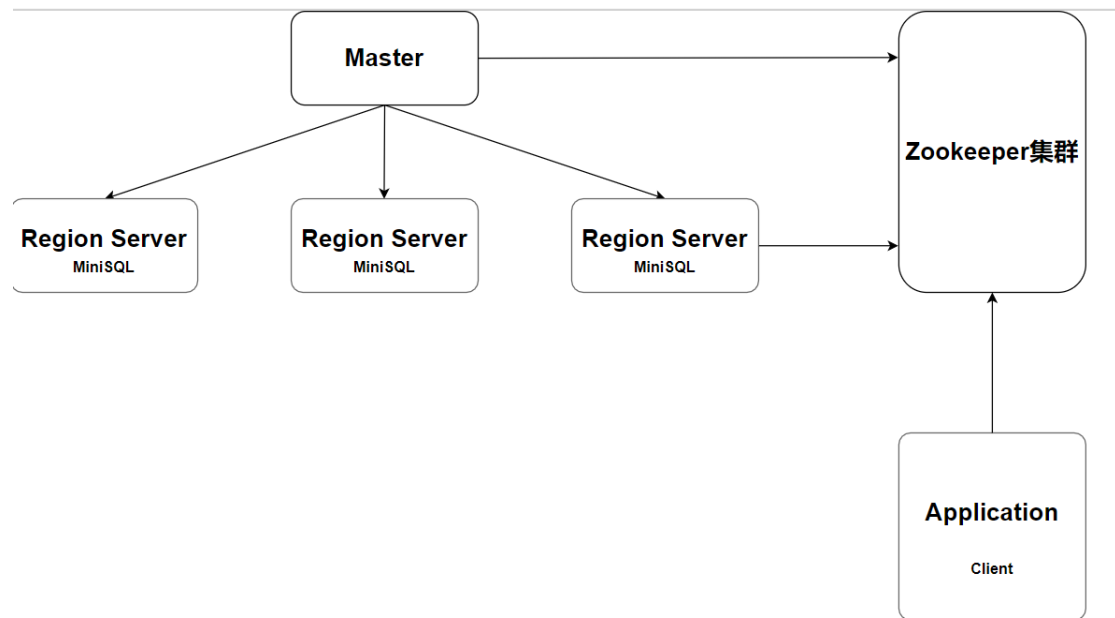 Master
Zookeeper集群
Region Server
MiniSQL
Region Server
MiniSQL
Region Server
MiniSQL
Application
Client